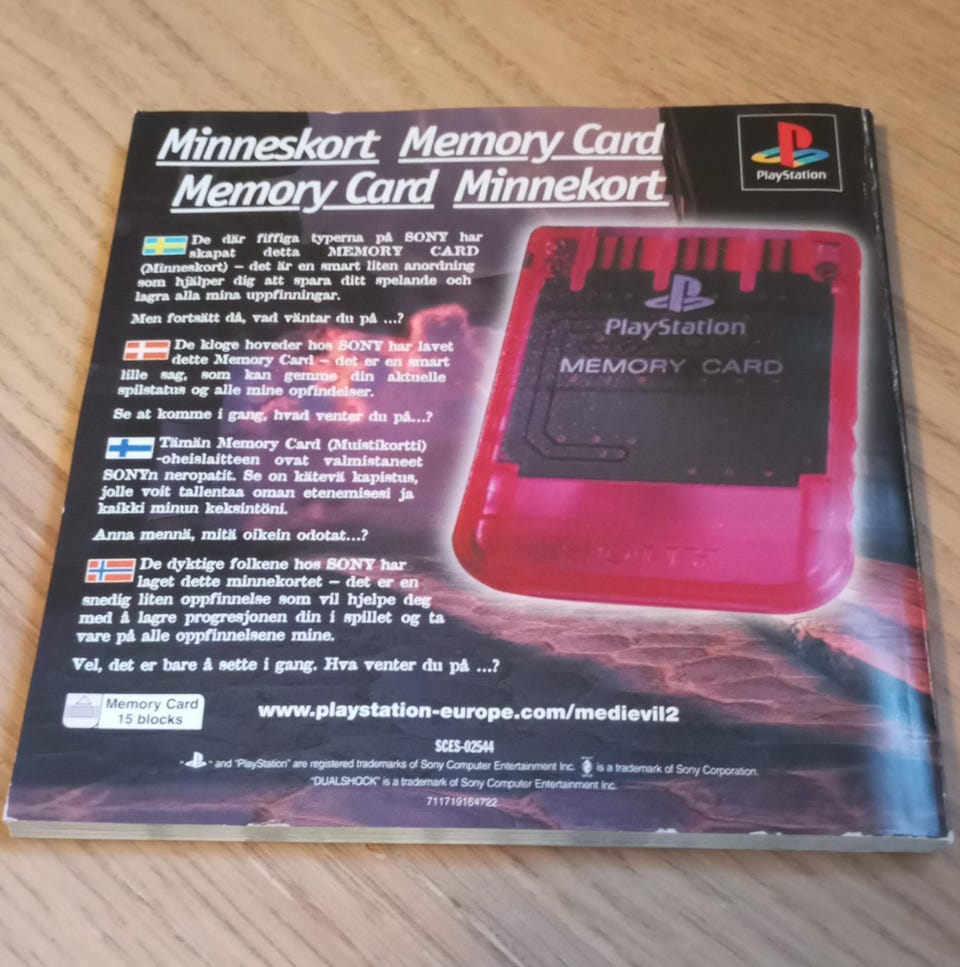 Minneskort Memory Card
Memory Card Minnekort
PlayStation
De där fiffiga typerna på SONY har
skapat detta MEMORY CARD
(Minneskort) – det är en smart liten anordning
som hjälper dig att spara ditt spelande och
lagra alla mina uppfinningar.
Men fortsätt då, vad väntar du på ...?
De kloge hoveder hos SONY har lavet
dette Memory Card – det er en smart
lille sag, som kan gemme din aktuelle
spilstatus og alle mine opfindelser.
Se at komme i gang, hvad venter du på...?
Tämän Memory Card (Muistikortti)
-oheislaitteen ovat valmistaneet
SONYn neropatit. Se on kätevä kapistus,
jolle voit tallentaa oman etenemisesi ja
kaikki minun keksintöni.
Anna mennä, mitä oikein odotat...?
De dyktige folkene hos SONY har
laget dette minnekortet – det er en
snedig liten oppfinnelse som vil hjelpe deg
med å lagre progresjonen din i spillet og ta
vare på alle oppfinnelsene mine.
Vel, det er bare å sette i gang. Hva venter du på ...?
PlayStation
MEMORY CARD
SONY
Memory Card
15 blocks
www.playstation-europe.com/medievil2
SCES-02544
" " and "PlayStation" are registered trademarks of Sony Computer Entertainment Inc. is a trademark of Sony Corporation.
"DUALSHOCK" is a trademark of Sony Computer Entertainment Inc.
711719164722